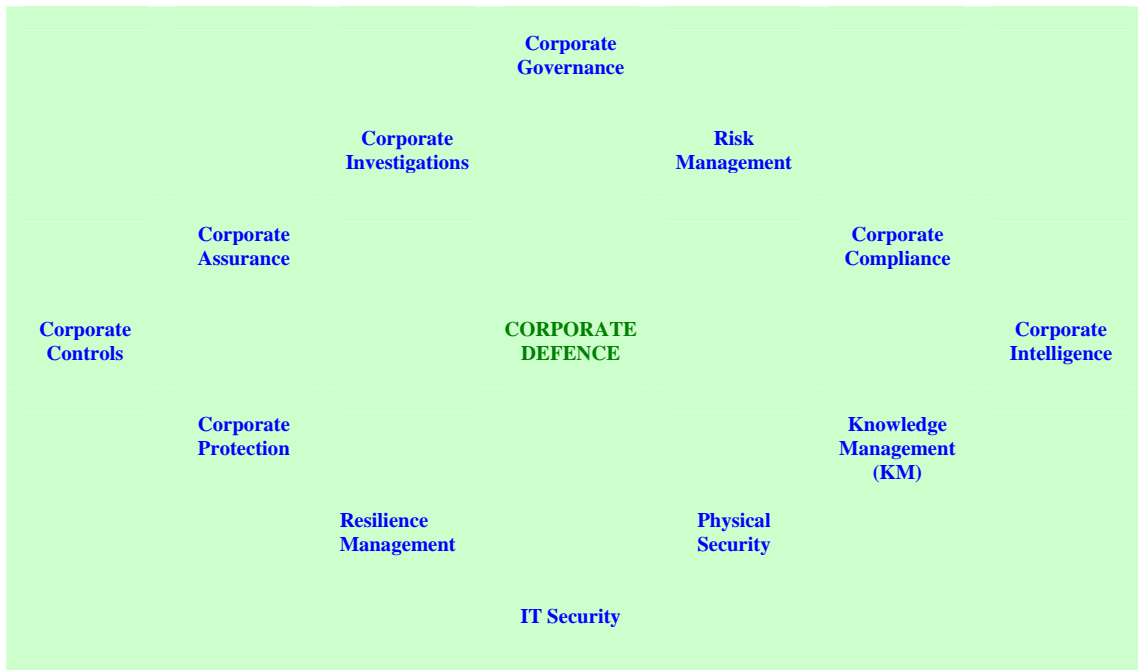 Corporate
Governance
Corporate
Investigations
Risk
Management
Corporate
Assurance
Corporate
Compliance
Corporate
Controls
CORPORATE
DEFENCE
Corporate
Intelligence
Corporate
Protection
Knowledge
Management
(KM)
Resilience
Management
Physical
Security
IT Security